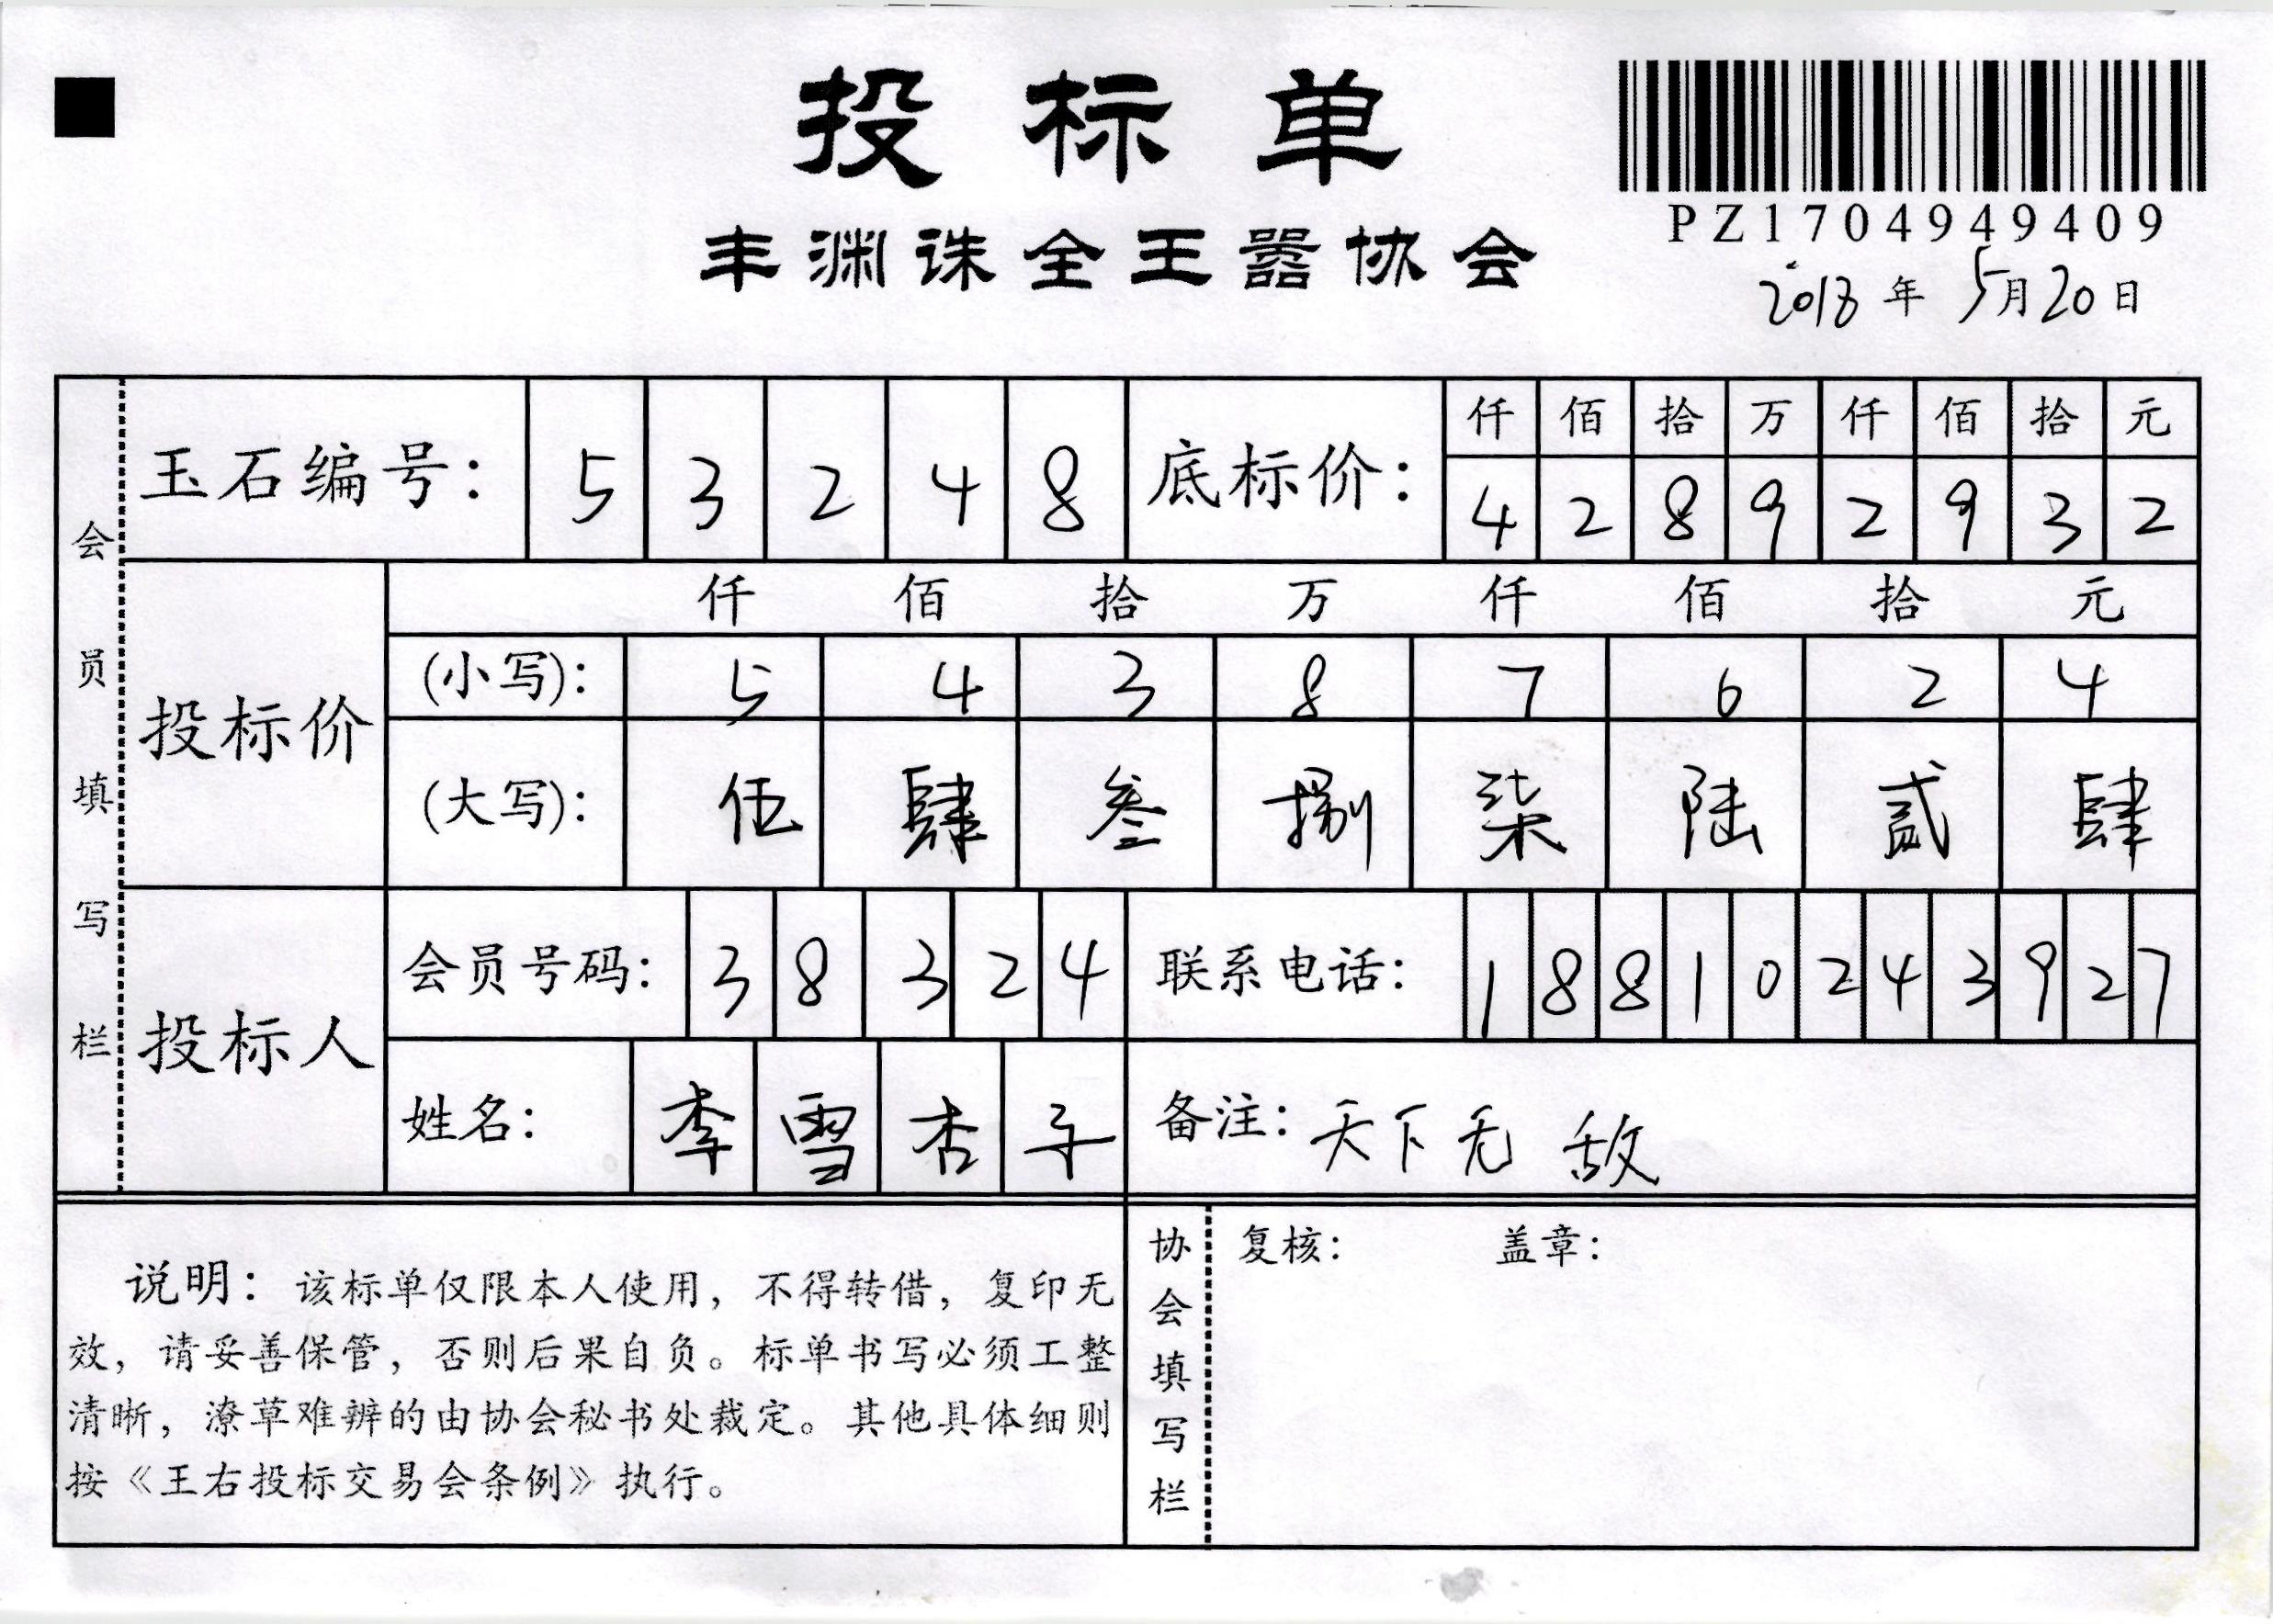 投标单
丰渊诛全王嚣协会
PZ1704949409
2018年5月20日
会员填写栏
玉石编号: 5 3 2 4 8
底标价: 仟 佰 拾 万 仟 佰 拾 元
4 2 8 9 2 9 3 2
投标价
仟 佰 拾 万 仟 佰 拾 元
(小写): 5 4 3 8 7 6 2 4
(大写): 伍 肆 叁 捌 柒 陆 贰 肆
投标人
会员号码: 3 8 3 2 4
联系电话: 1 8 8 1 0 2 4 3 9 2 7
姓名: 李 雪 杏 子
备注: 天下无敌
说明: 该标单仅限本人使用, 不得转借, 复印无
效, 请妥善保管, 否则后果自负。标单书写必须工整
清晰, 潦草难辨的由协会秘书处裁定。其他具体细则
按《王右投标交易会条例》执行。
协会填写栏
复核: 盖章: